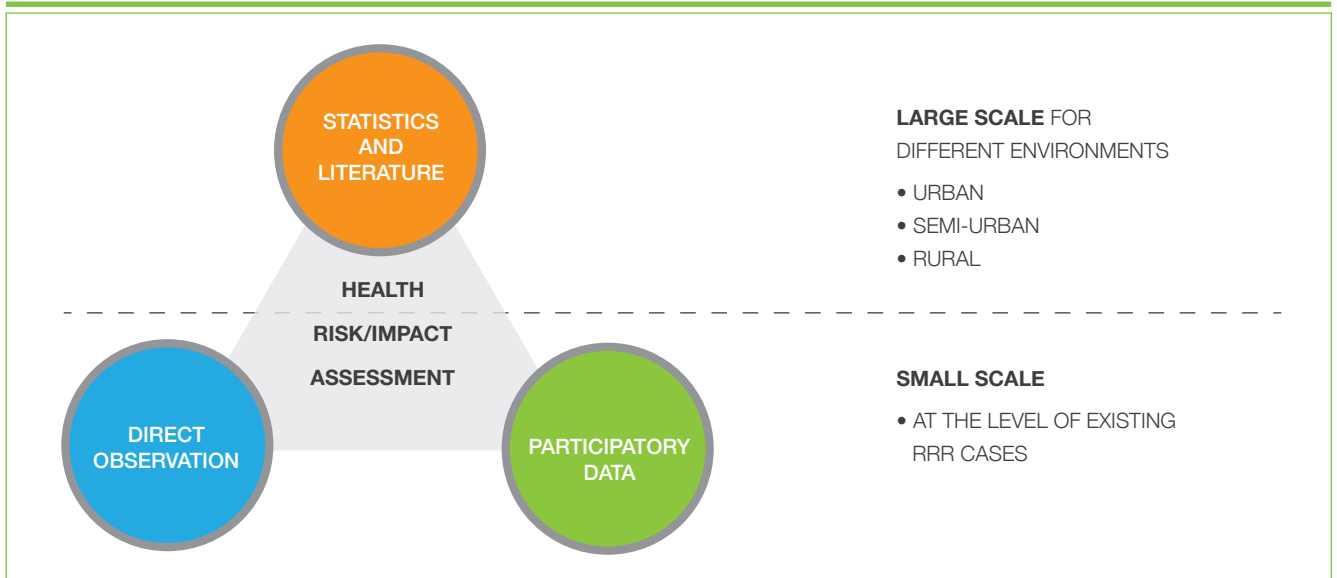 STATISTICS
AND
LITERATURE
HEALTH
RISK/IMPACT
ASSESSMENT
DIRECT
OBSERVATION
PARTICIPATORY
DATA
LARGE SCALE FOR
DIFFERENT ENVIRONMENTS
• URBAN
• SEMI-URBAN
• RURAL
SMALL SCALE
• AT THE LEVEL OF EXISTING
RRR CASES